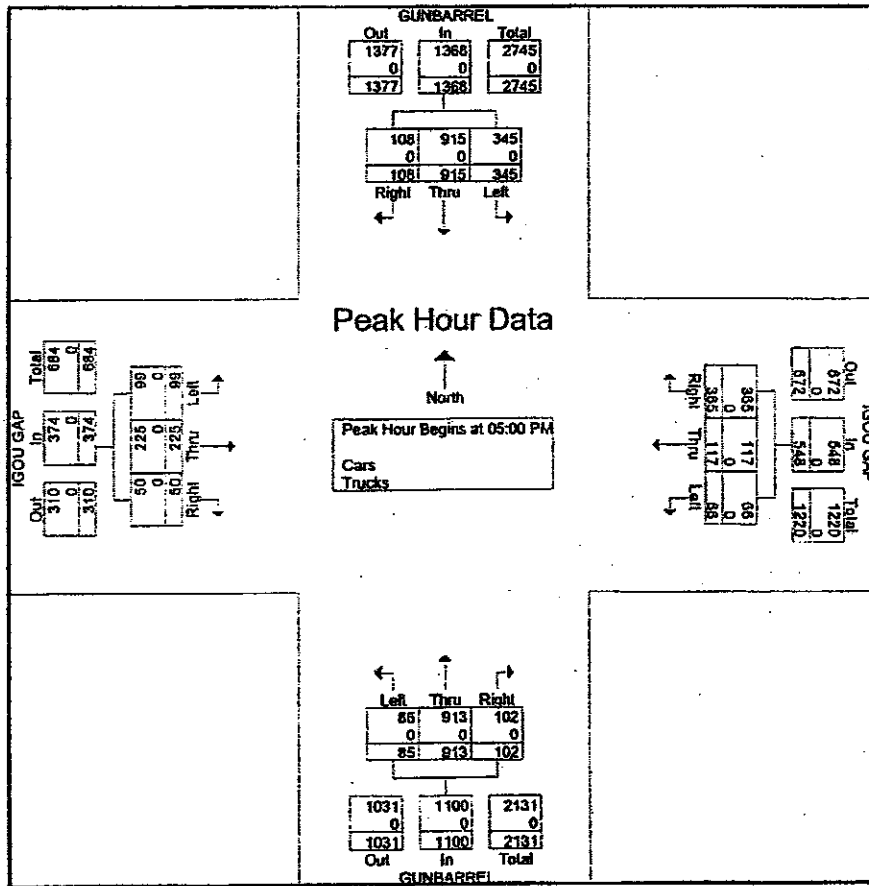 GUNBARREL
Out In Total
1377 1368 2745
0 0 0
1377 1368 2745
108 915 345
0 0 0
108 915 345
Right Thru Left
Peak Hour Data
North
Peak Hour Begins at 05:00 PM
Cars
Trucks
IGOU GAP
Out In Total
310 374 684
0 0 0
310 374 684
Right Thru Left
50 225 99
0 0 0
50 225 99
IGOU GAP
Out In Total
672 548 1220
0 0 0
672 548 1220
Right Thru Left
365 117 66
0 0 0
365 117 66
Left Thru Right
85 913 102
0 0 0
85 913 102
1031 1100 2131
0 0 0
1031 1100 2131
Out In Total
GUNBARREL